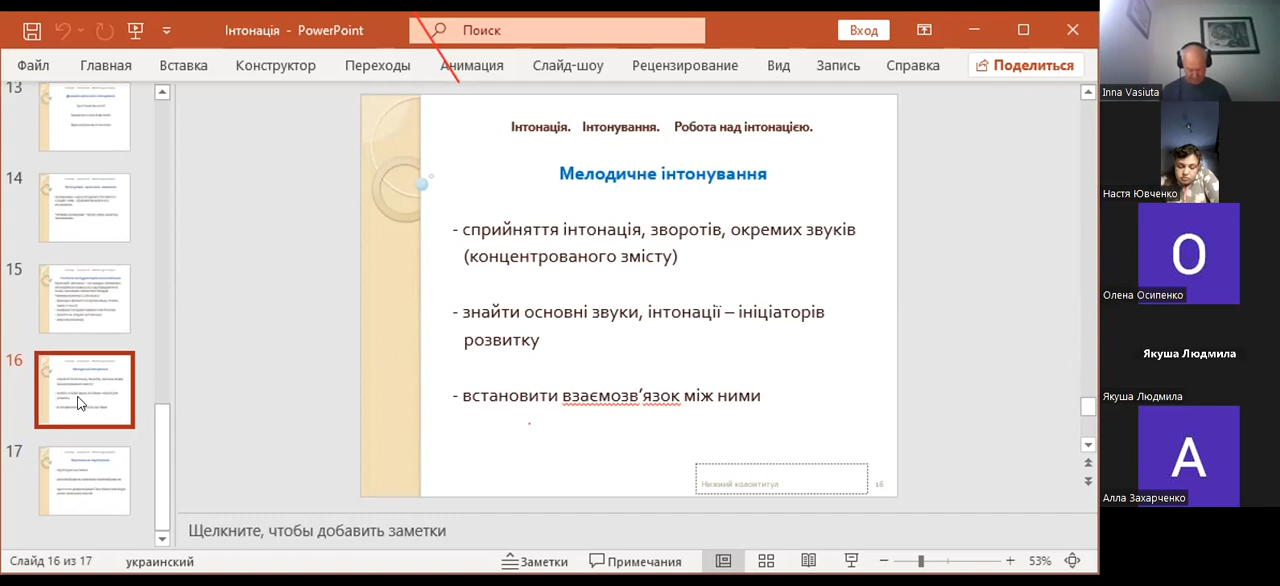 Інтонація - PowerPoint
Поиск
Вход
Файл
Главная
Вставка
Конструктор
Переходы
Анимация
Слайд-шоу
Рецензирование
Вид
Запись
Справка
Поделиться
13
14
15
16
17
Інтонація. Інтонування. Робота над інтонацією.
Мелодичне інтонування
- сприйняття інтонація, зворотів, окремих звуків
(концентрованого змісту)
- знайти основні звуки, інтонації – ініціаторів
розвитку
- встановити взаємозв’язок між ними
Нижний колонтитул
16
Щелкните, чтобы добавить заметки
Слайд 16 из 17
украинский
Заметки
Примечания
53%
Inna Vasiuta
Настя Ювченко
О
Олена Осипенко
Якуша Людмила
Якуша Людмила
А
Алла Захарченко